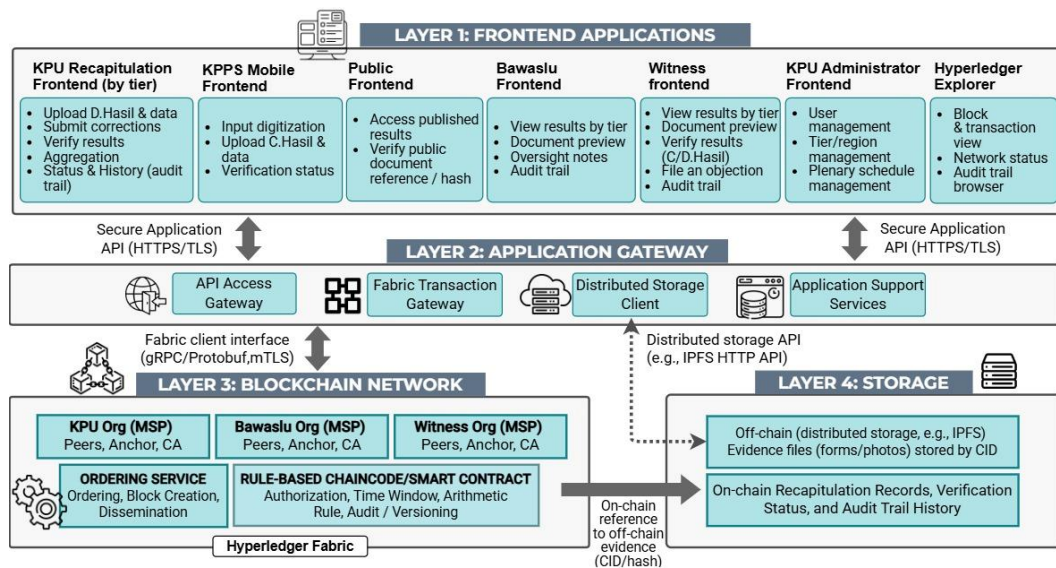 LAYER 1: FRONTEND APPLICATIONS
KPU Recapitulation
Frontend (by tier)
• Upload D.Hasil & data
• Submit corrections
• Verify results
• Aggregation
• Status & History (audit
trail)
KPPS Mobile
Frontend
• Input digitization
• Upload C.Hasil &
data
• Verification status
Public
Frontend
• Access published
results
• Verify public
document
reference / hash
Bawaslu
Frontend
• View results by tier
• Document preview
• Oversight notes
• Audit trail
Witness
frontend
• View results by tier
• Document preview
• Verify results
(C/D.Hasil)
• File an objection
• Audit trail
KPU Administrator
Frontend
• User
management
• Tier/region
management
• Plenary schedule
management
Hyperledger
Explorer
• Block
& transaction
view
• Network status
• Audit trail
browser
Secure Application
API (HTTPS/TLS)
Secure Application
API (HTTPS/TLS)
LAYER 2: APPLICATION GATEWAY
API Access
Gateway
Fabric Transaction
Gateway
Distributed Storage
Client
Application Support
Services
Fabric client interface
(gRPC/Protobuf,mTLS)
Distributed storage API
(e.g., IPFS HTTP API)
LAYER 3: BLOCKCHAIN NETWORK
KPU Org (MSP)
Peers, Anchor, CA
Bawaslu Org (MSP)
Peers, Anchor, CA
Witness Org (MSP)
Peers, Anchor, CA
ORDERING SERVICE
Ordering, Block Creation,
Dissemination
RULE-BASED CHAINCODE/SMART CONTRACT
Authorization, Time Window, Arithmetic
Rule, Audit / Versioning
Hyperledger Fabric
On-chain
reference
to off-chain
evidence
(CID/hash)
LAYER 4: STORAGE
Off-chain (distributed storage, e.g., IPFS)
Evidence files (forms/photos) stored by CID
On-chain Recapitulation Records, Verification
Status, and Audit Trail History